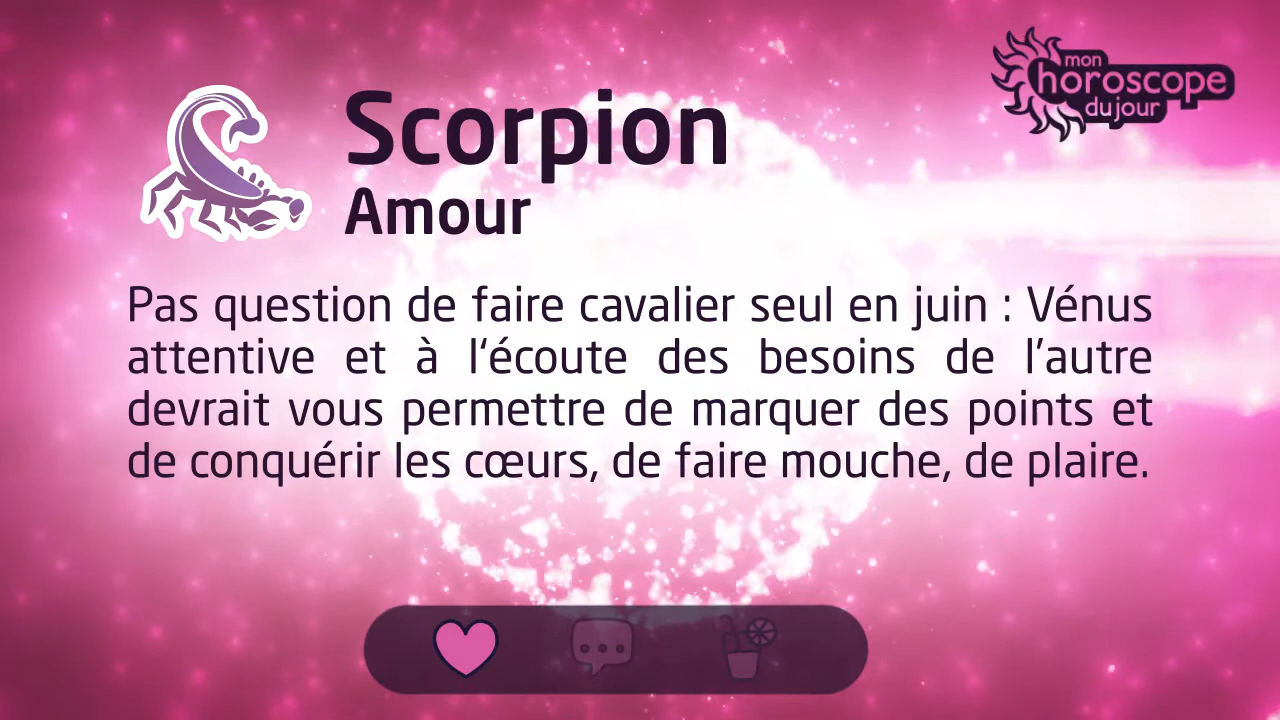 mon
horoscope
du jour
Scorpion
Amour
Pas question de faire cavalier seul en juin : Vénus
attentive et à l‘écoute des besoins de l’autre
devrait vous permettre de marquer des points et
de conquérir les cœurs, de faire mouche, de plaire.